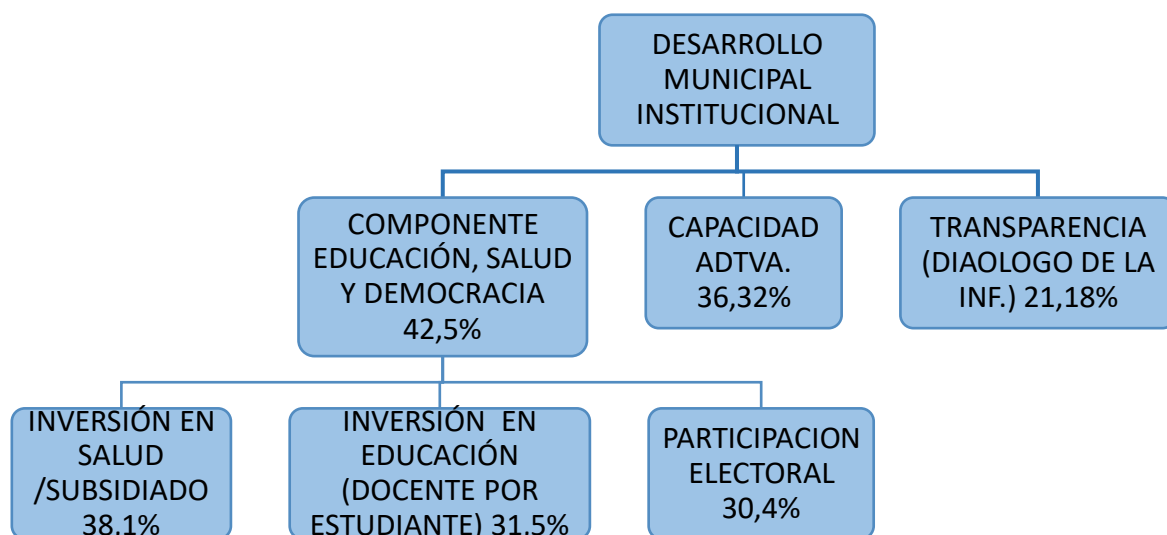 DESARROLLO
MUNICIPAL
INSTITUCIONAL
COMPONENTE
EDUCACIÓN, SALUD
Y DEMOCRACIA
42,5%
CAPACIDAD
ADTVA.
36,32%
TRANSPARENCIA
(DIAOLOGO DE LA
INF.) 21,18%
INVERSIÓN EN
SALUD
/SUBSIDIADO
38,1%
INVERSIÓN EN
EDUCACIÓN
(DOCENTE POR
ESTUDIANTE) 31,5%
PARTICIPACION
ELECTORAL
30,4%